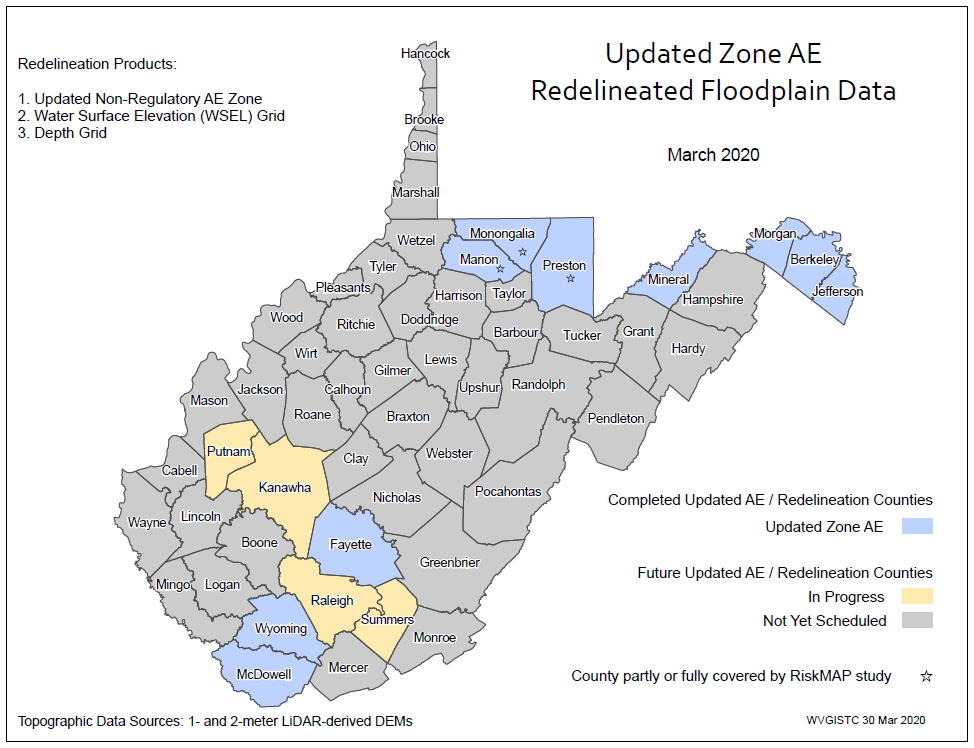 Updated Zone AE
Redelineated Floodplain Data
March 2020
Redelineation Products:
1. Updated Non-Regulatory AE Zone
2. Water Surface Elevation (WSEL) Grid
3. Depth Grid
Hancock
Brooke
Ohio
Marshall
Wetzel
Monongalia
Marion
Preston
Morgan
Berkeley
Jefferson
Mineral
Hampshire
Tyler
Pleasants
Harrison
Taylor
Wood
Ritchie
Doddridge
Barbour
Tucker
Grant
Hardy
Wirt
Lewis
Gilmer
Upshur
Randolph
Jackson
Calhoun
Mason
Roane
Braxton
Pendleton
Putnam
Clay
Webster
Cabell
Kanawha
Nicholas
Pocahontas
Wayne
Lincoln
Boone
Fayette
Greenbrier
Mingo
Logan
Raleigh
Summers
Wyoming
Monroe
McDowell
Mercer
Completed Updated AE / Redelineation Counties
Updated Zone AE
Future Updated AE / Redelineation Counties
In Progress
Not Yet Scheduled
County partly or fully covered by RiskMAP study ☆
Topographic Data Sources: 1- and 2-meter LiDAR-derived DEMs
WVGISTC 30 Mar 2020